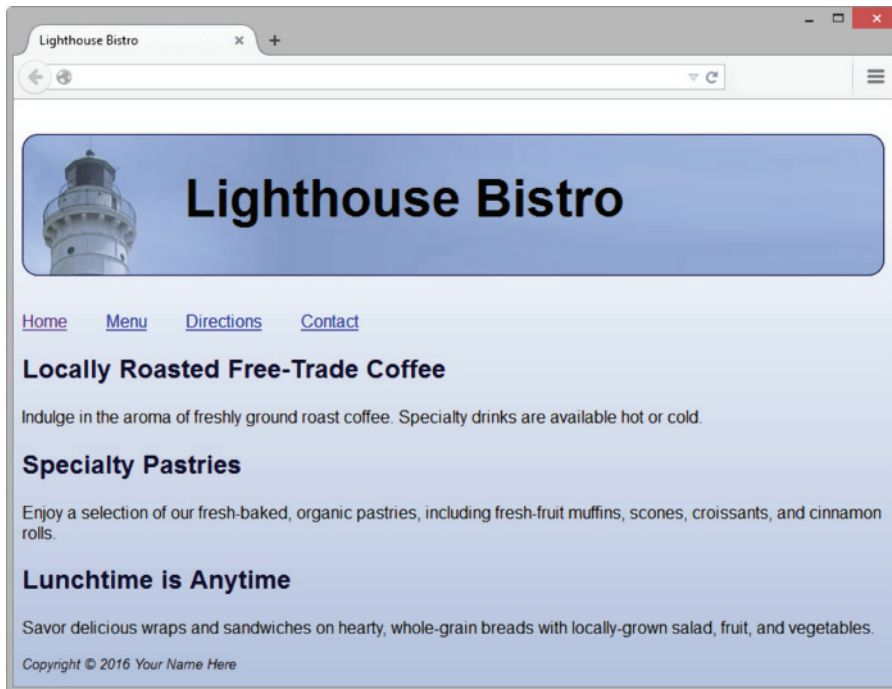 Lighthouse Bistro
Lighthouse Bistro
Home Menu Directions Contact
Locally Roasted Free-Trade Coffee
Indulge in the aroma of freshly ground roast coffee. Specialty drinks are available hot or cold.
Specialty Pastries
Enjoy a selection of our fresh-baked, organic pastries, including fresh-fruit muffins, scones, croissants, and cinnamon
rolls.
Lunchtime is Anytime
Savor delicious wraps and sandwiches on hearty, whole-grain breads with locally-grown salad, fruit, and vegetables.
Copyright © 2016 Your Name Here